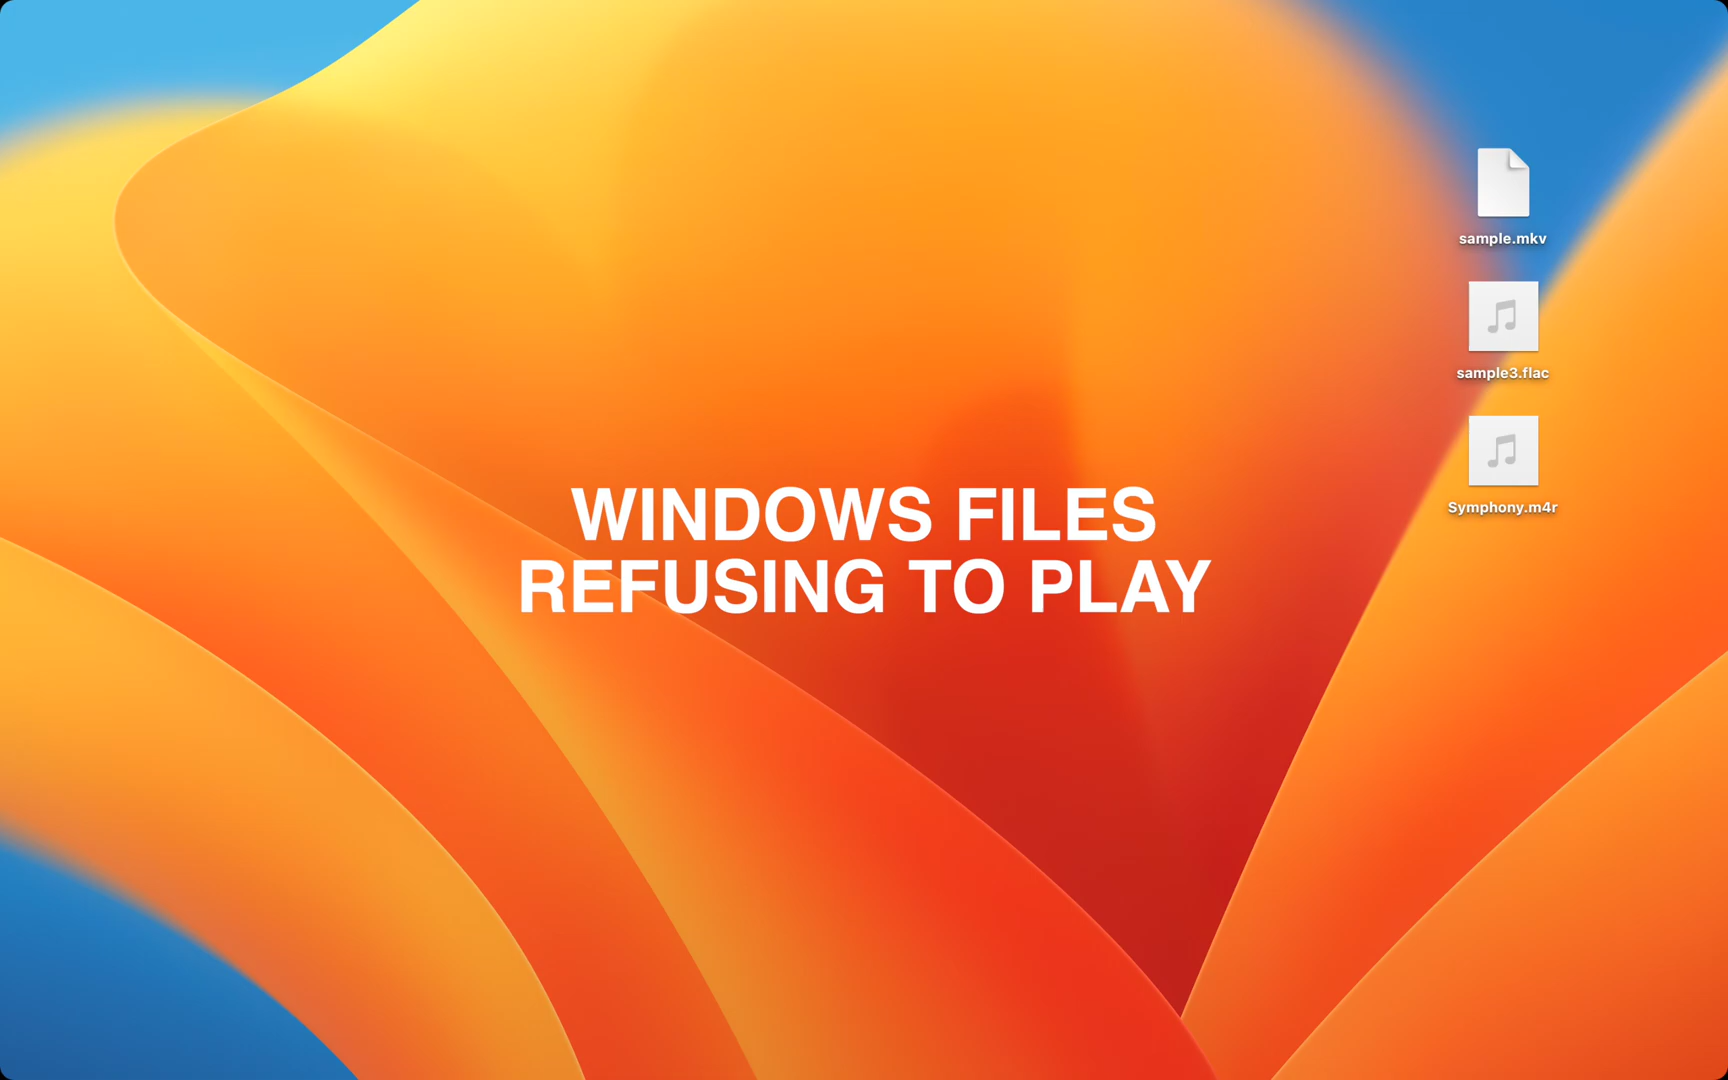 sample.mkv
sample3.flac
Symphony.m4r
WINDOWS FILES
REFUSING TO PLAY